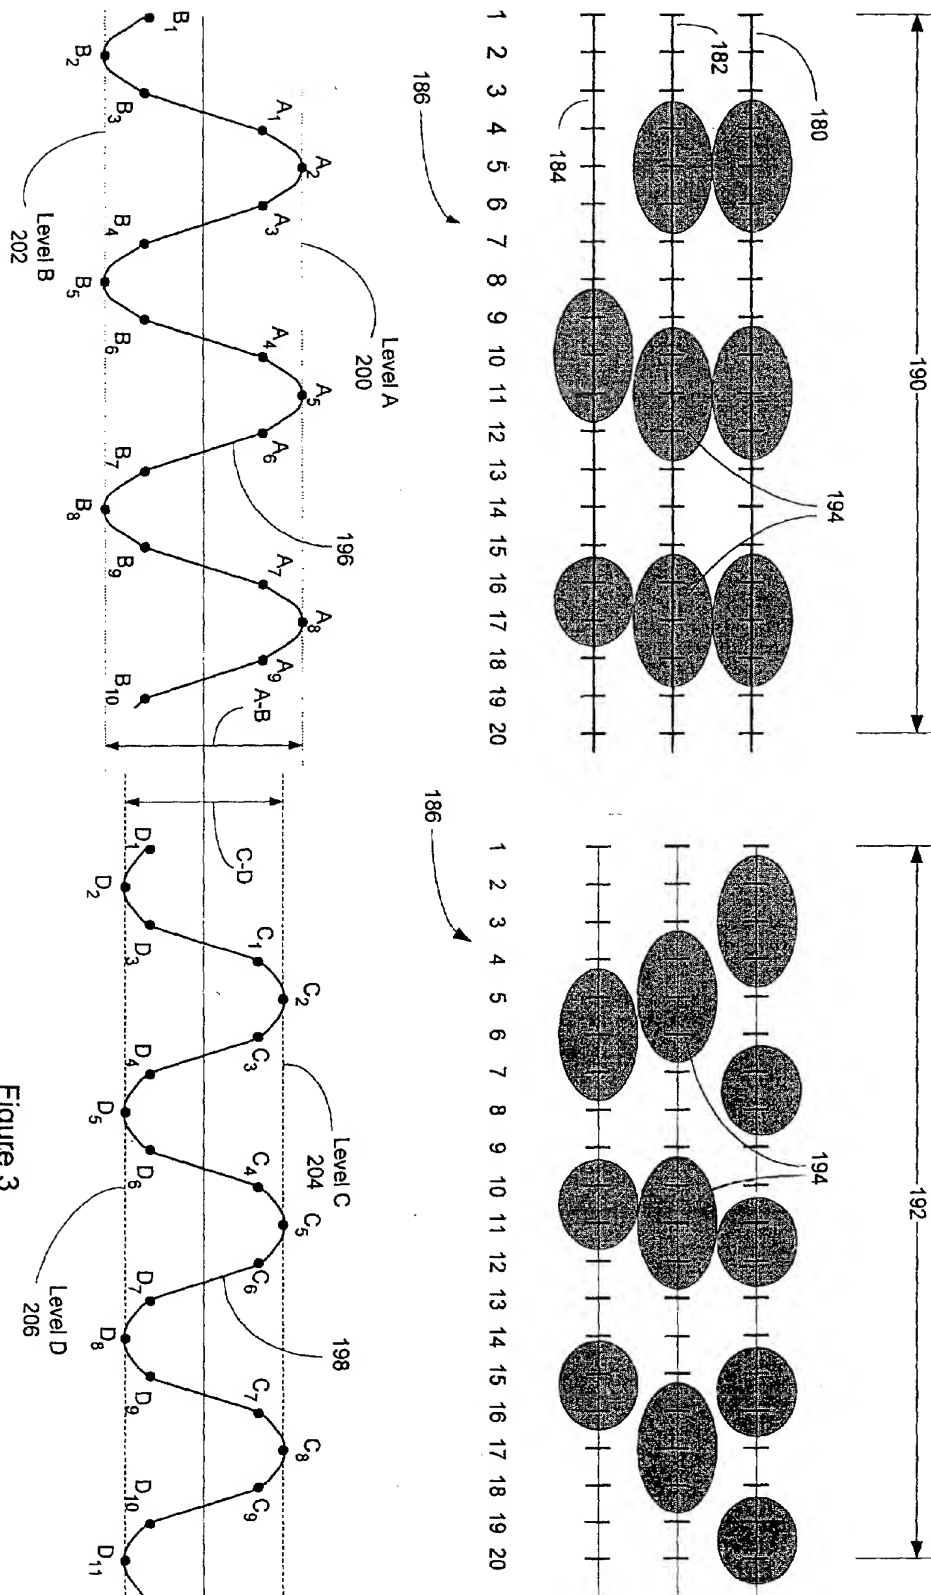 190
180
182
184
194
1 2 3 4 5 6 7 8 9 10 11 12 13 14 15 16 17 18 19 20
186
Level A
200
196
A1 A2 A3 A4 A5 A6 A7 A8 A9
B1 B2 B3 B4 B5 B6 B7 B8 B9 B10
Level B
202
A-B
192
194
1 2 3 4 5 6 7 8 9 10 11 12 13 14 15 16 17 18 19 20
186
C-D
Level C
204
198
C1 C2 C3 C4 C5 C6 C7 C8 C9
D1 D2 D3 D4 D5 D6 D7 D8 D9 D10 D11
Level D
206
Figure 3